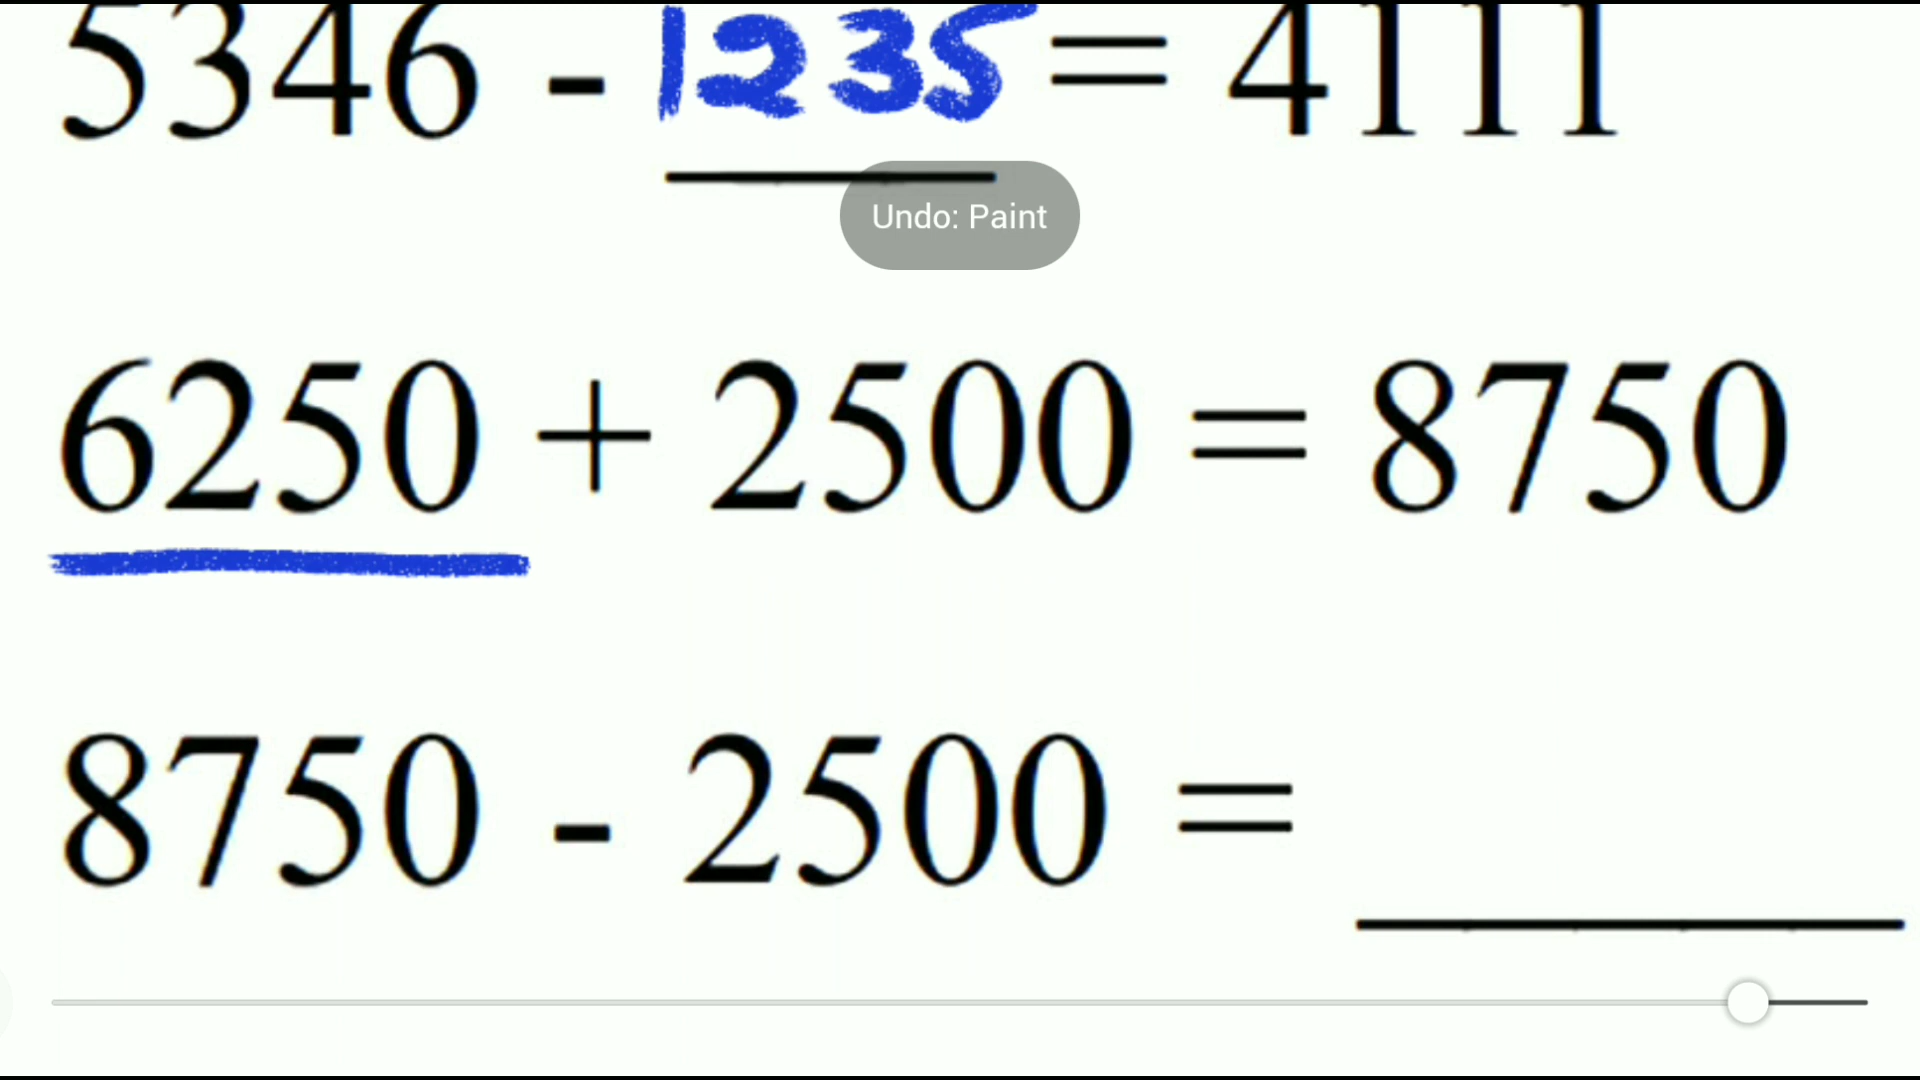 5346 - 1235 = 4111
Undo: Paint
6250 + 2500 = 8750
8750 - 2500 =